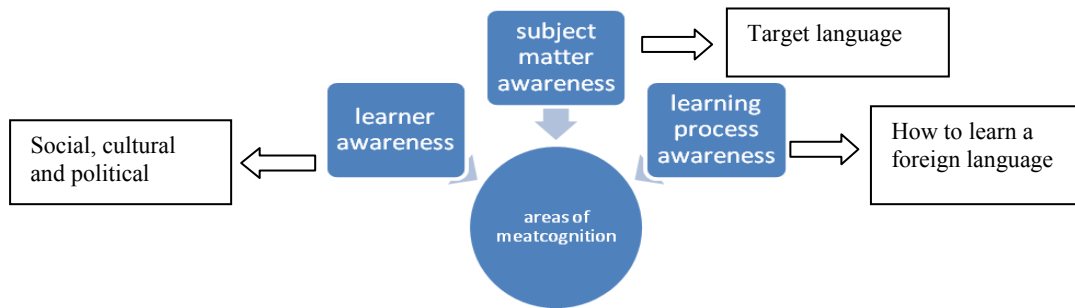 subject
matter
awareness
Target language
learner
awareness
learning
process
awareness
Social, cultural
and political
How to learn a
foreign language
areas of
meatcognition